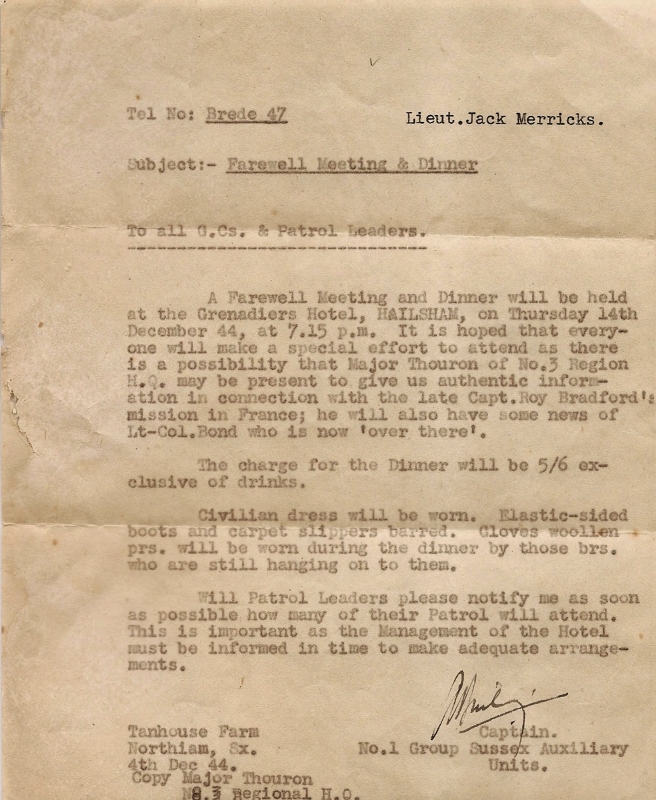 Tel No: Brede 47
Lieut.Jack Merricks.
Subject:- Farewell Meeting & Dinner
To all G.Cs. & Patrol Leaders.
A Farewell Meeting and Dinner will be held
at the Grenadiers Hotel, HAILSHAM, on Thursday 14th
December 44, at 7.15 p.m. It is hoped that every-
one will make a special effort to attend as there
is a possibility that Major Thouron of No.3 Region
H.Q. may be present to give us authentic inform-
ation in connection with the late Capt.Roy Bradford's
mission in France; he will also have some news of
Lt-Col.Bond who is now 'over there'.
The charge for the Dinner will be 5/6 ex-
clusive of drinks.
Civilian dress will be worn. Elastic-sided
boots and carpet slippers barred. Gloves woollen
prs. will be worn during the dinner by those brs.
who are still hanging on to them.
Will Patrol Leaders please notify me as soon
as possible how many of their Patrol will attend.
This is important as the Management of the Hotel
must be informed in time to make adequate arrange-
ments.
Tanhouse Farm
Captain.
Northiam, Sx.
No.1 Group Sussex Auxiliary
4th Dec 44.
Units.
Copy Major Thouron
No.3 Regional H.Q.